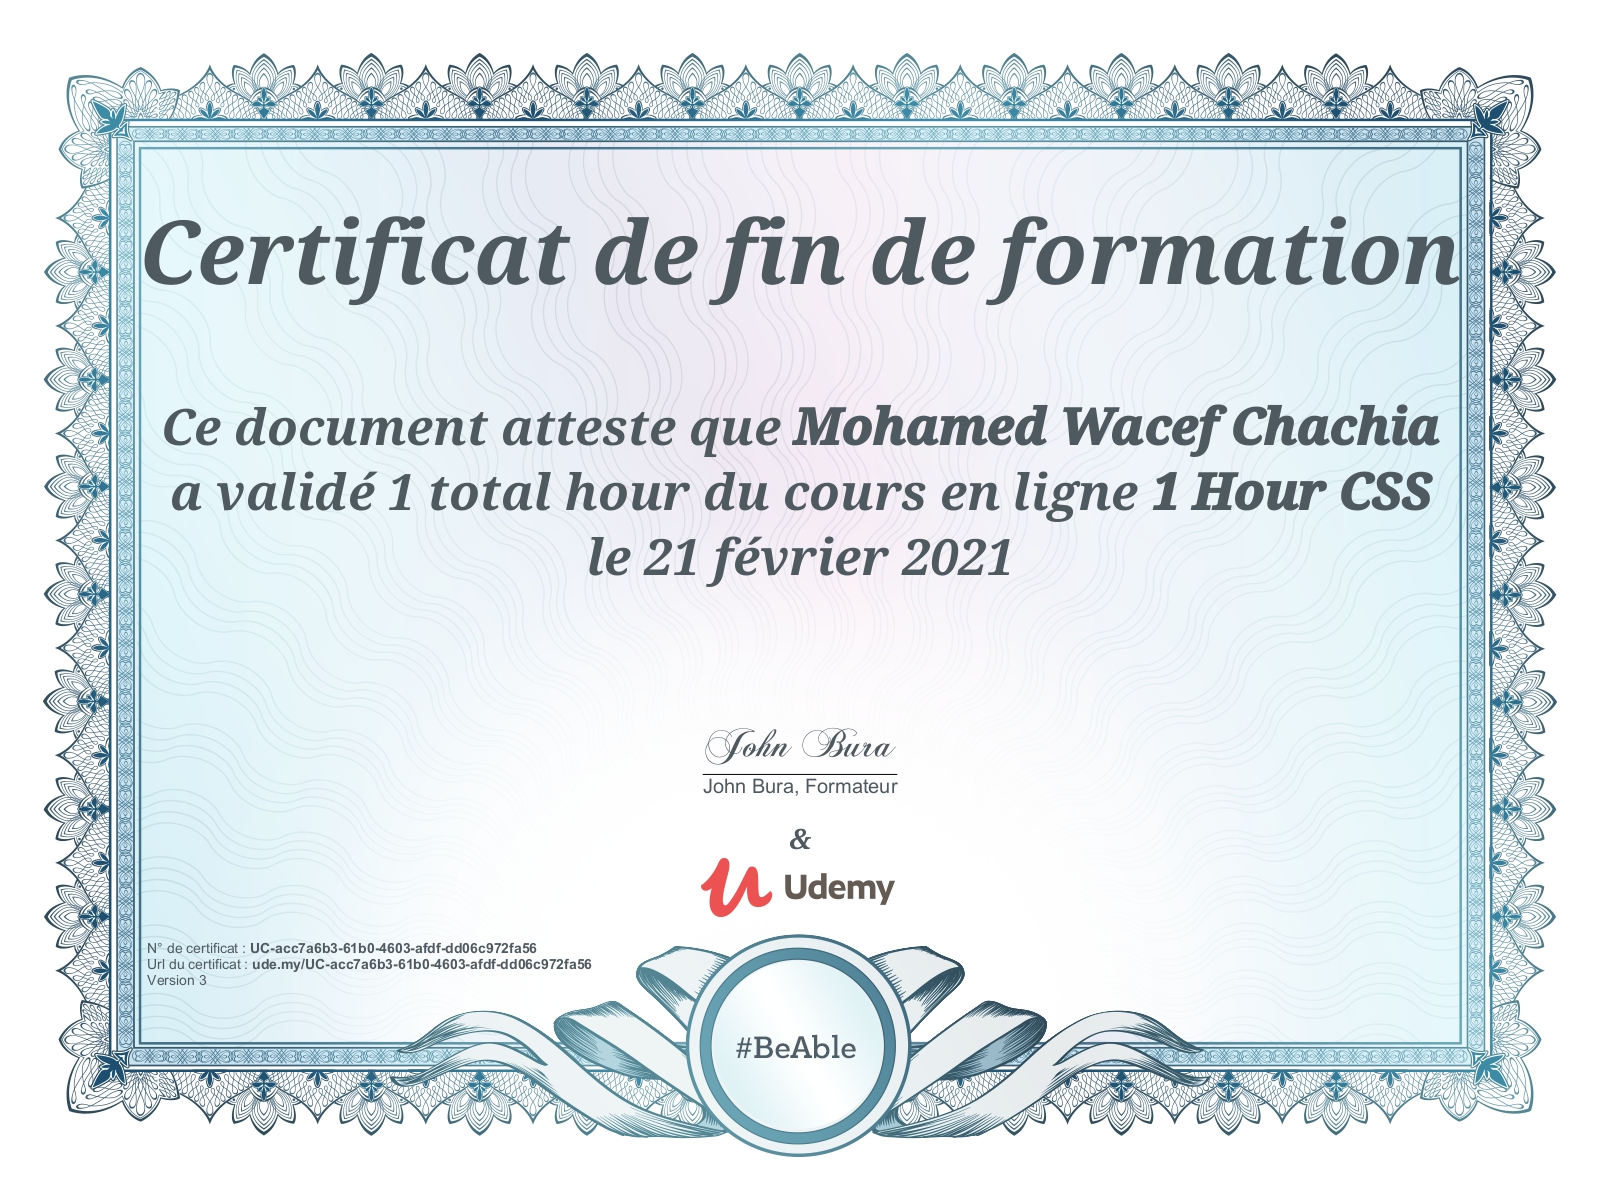 Certificat de fin de formation
Ce document atteste que Mohamed Wacef Chachia
a validé 1 total hour du cours en ligne 1 Hour CSS
le 21 février 2021
John Bura
John Bura, Formateur
&
Udemy
N° de certificat : UC-acc7a6b3-61b0-4603-afdf-dd06c972fa56
Url du certificat : ude.my/UC-acc7a6b3-61b0-4603-afdf-dd06c972fa56
Version 3
#BeAble